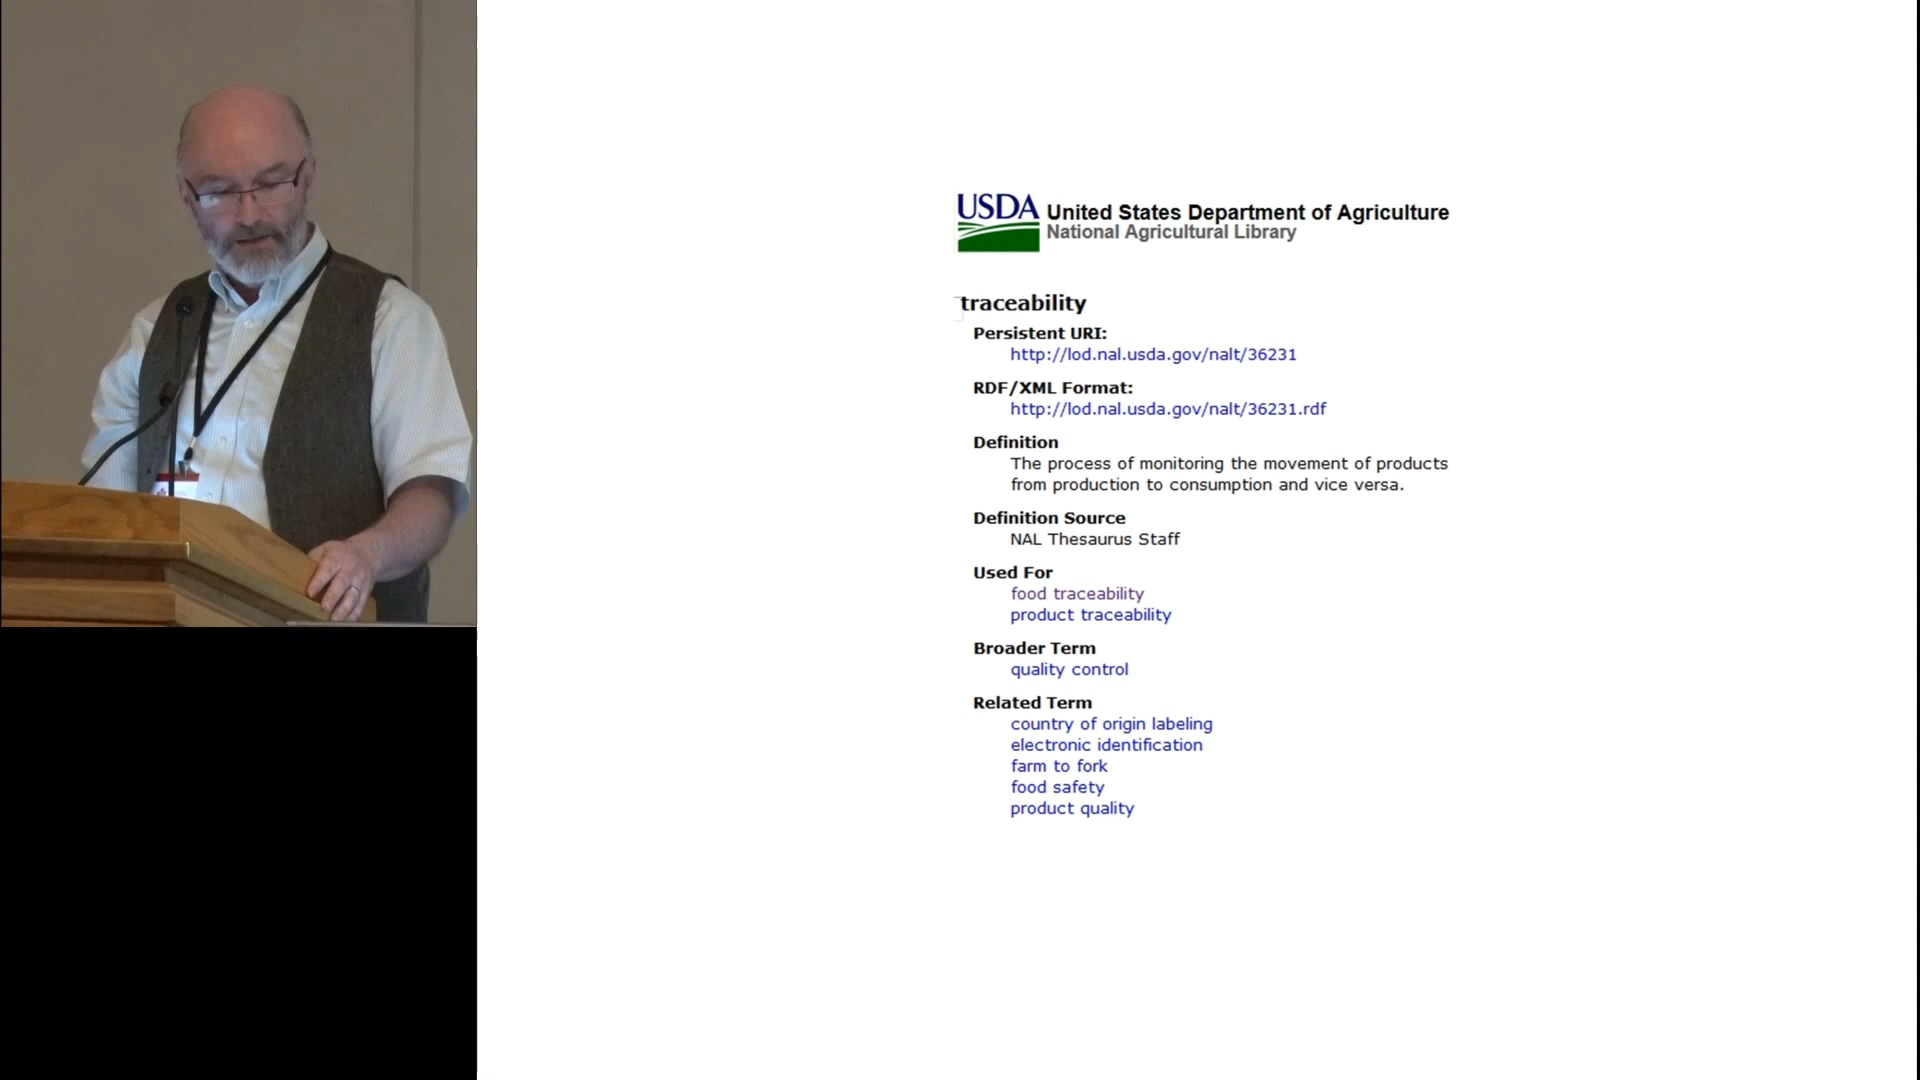 USDA
United States Department of Agriculture
National Agricultural Library
traceability
Persistent URI:
http://lod.nal.usda.gov/nalt/36231
RDF/XML Format:
http://lod.nal.usda.gov/nalt/36231.rdf
Definition
The process of monitoring the movement of products
from production to consumption and vice versa.
Definition Source
NAL Thesaurus Staff
Used For
food traceability
product traceability
Broader Term
quality control
Related Term
country of origin labeling
electronic identification
farm to fork
food safety
product quality